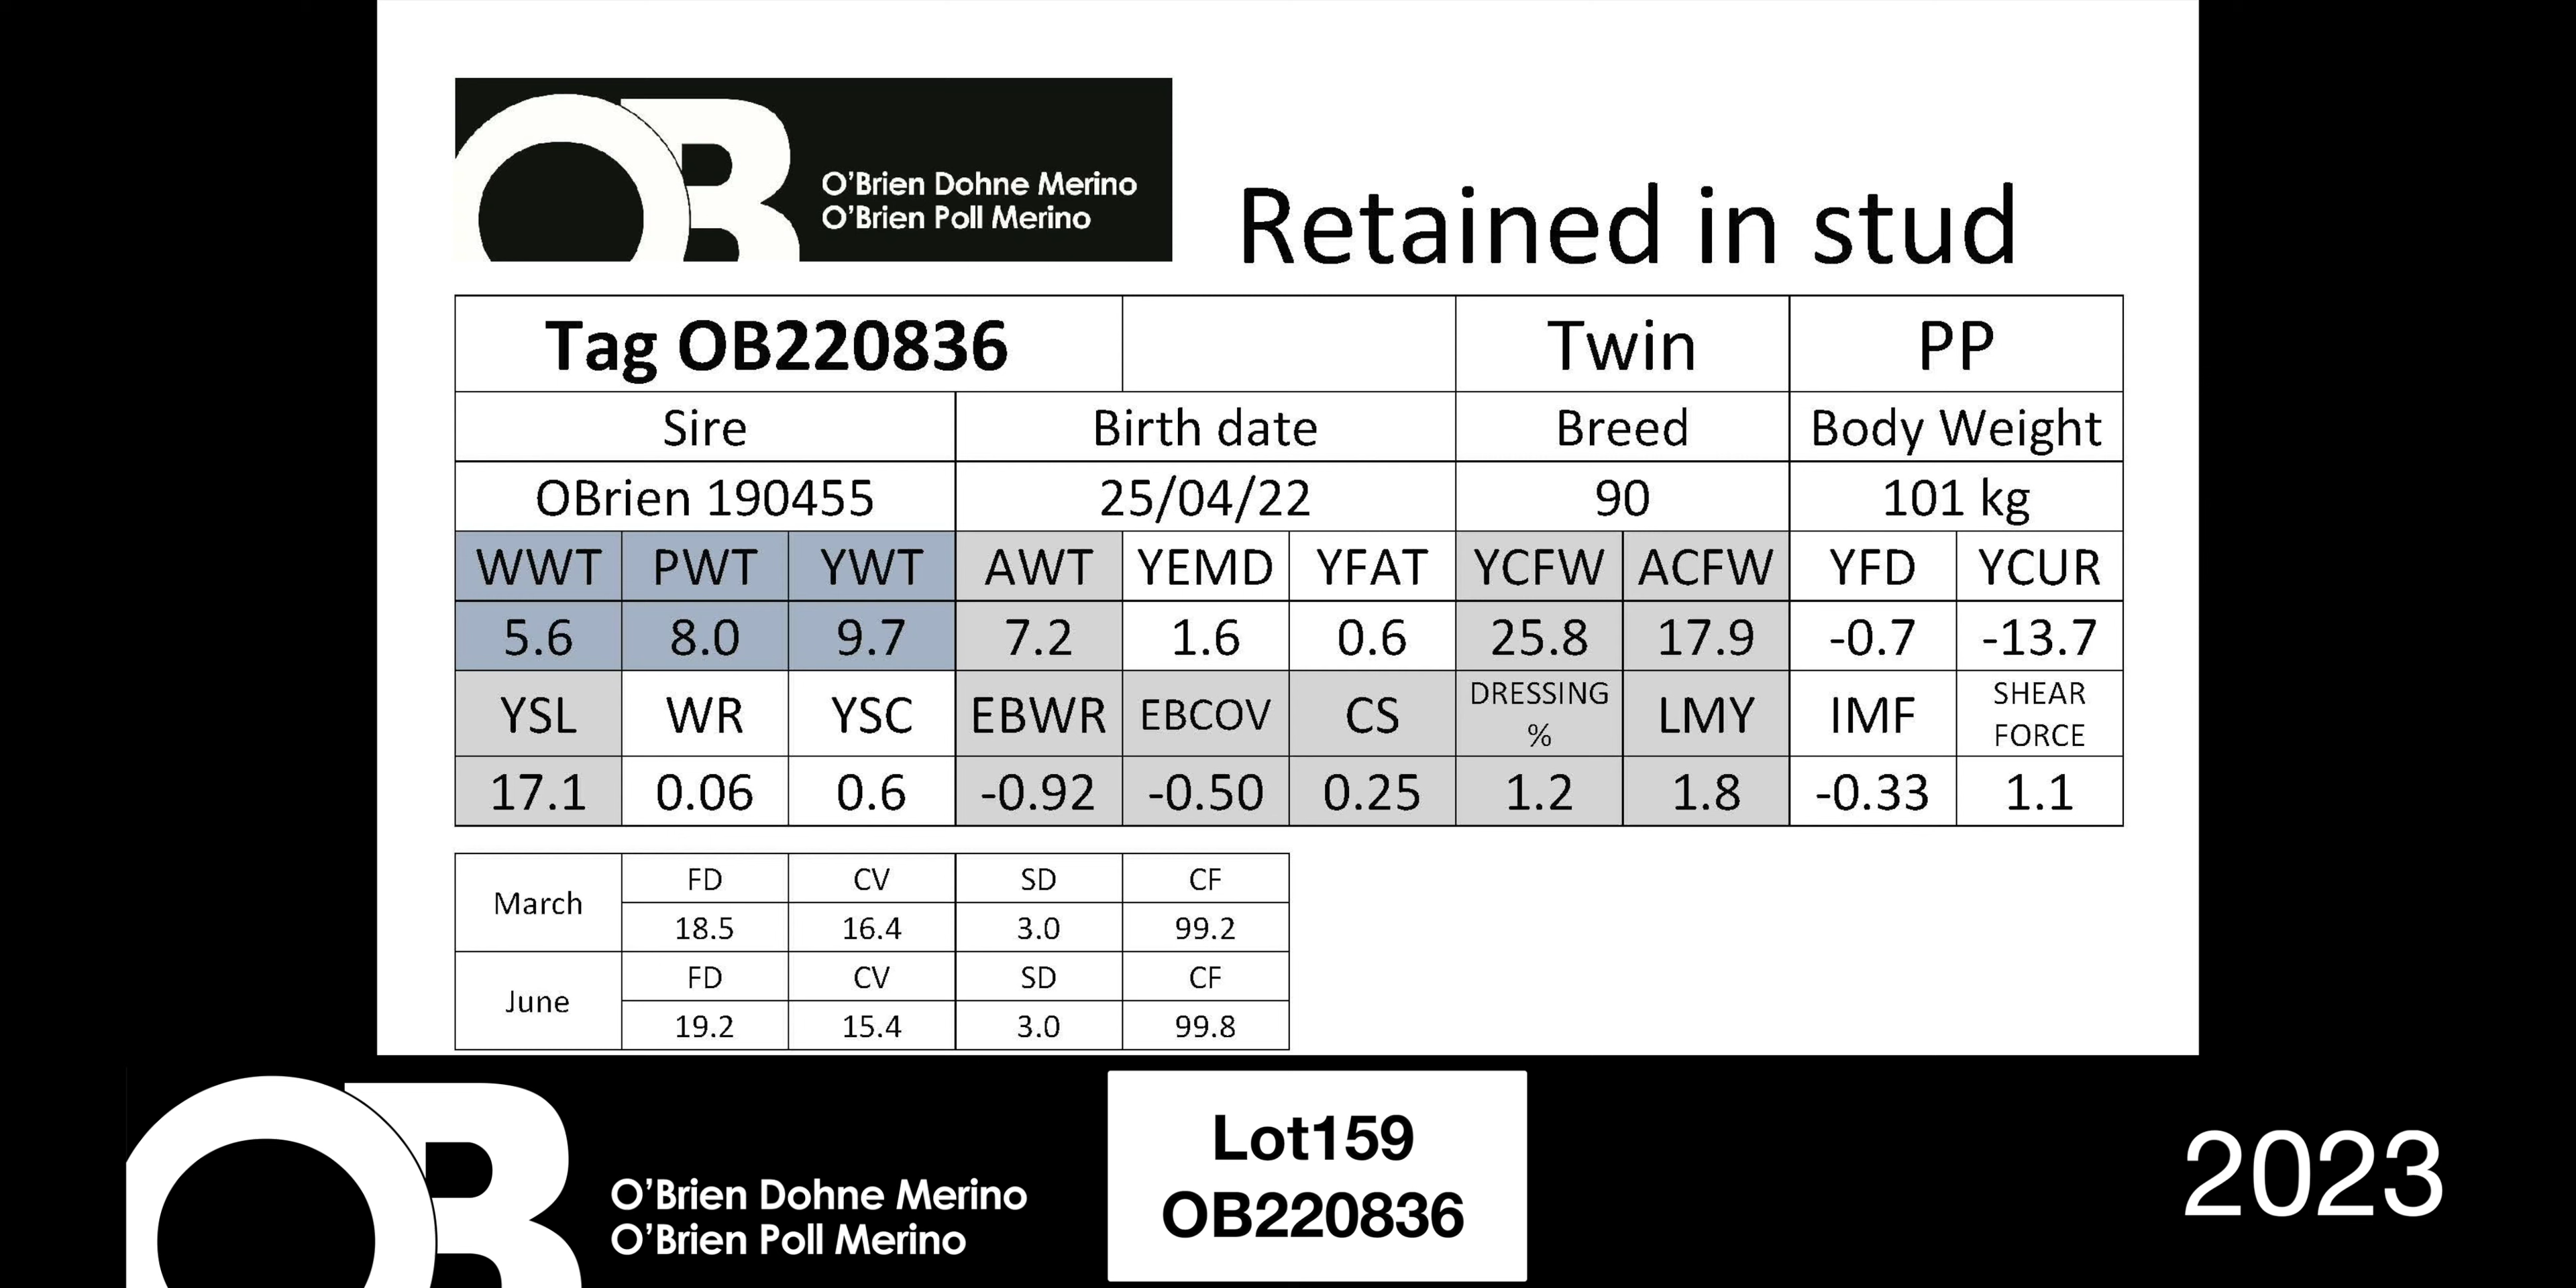 O'Brien Dohne Merino
O'Brien Poll Merino
Retained in stud
Tag OB220836 Twin PP
Sire Birth date Breed Body Weight
OBrien 190455 25/04/22 90 101 kg
WWT PWT YWT AWT YEMD YFAT YCFW ACFW YFD YCUR
5.6 8.0 9.7 7.2 1.6 0.6 25.8 17.9 -0.7 -13.7
YSL WR YSC EBWR EBCOV CS DRESSING % LMY IMF SHEAR FORCE
17.1 0.06 0.6 -0.92 -0.50 0.25 1.2 1.8 -0.33 1.1
March FD CV SD CF
18.5 16.4 3.0 99.2
June FD CV SD CF
19.2 15.4 3.0 99.8
OB
O'Brien Dohne Merino
O'Brien Poll Merino
Lot159
OB220836
2023